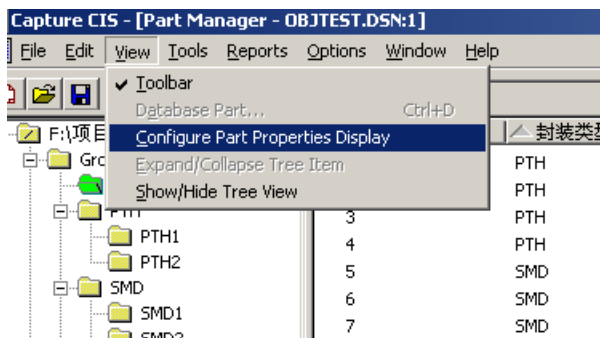 Capture CIS - [Part Manager - OBJTEST.DSN:1]
File Edit View Tools Reports Options Window Help
Toolbar
Database Part... Ctrl+D
Configure Part Properties Display
Expand/Collapse Tree Item
Show/Hide Tree View
F:\项目
封装类型
PTH
PTH
PTH
3 PTH
PTH1
4 PTH
PTH2
5 SMD
SMD
6 SMD
SMD1
7 SMD